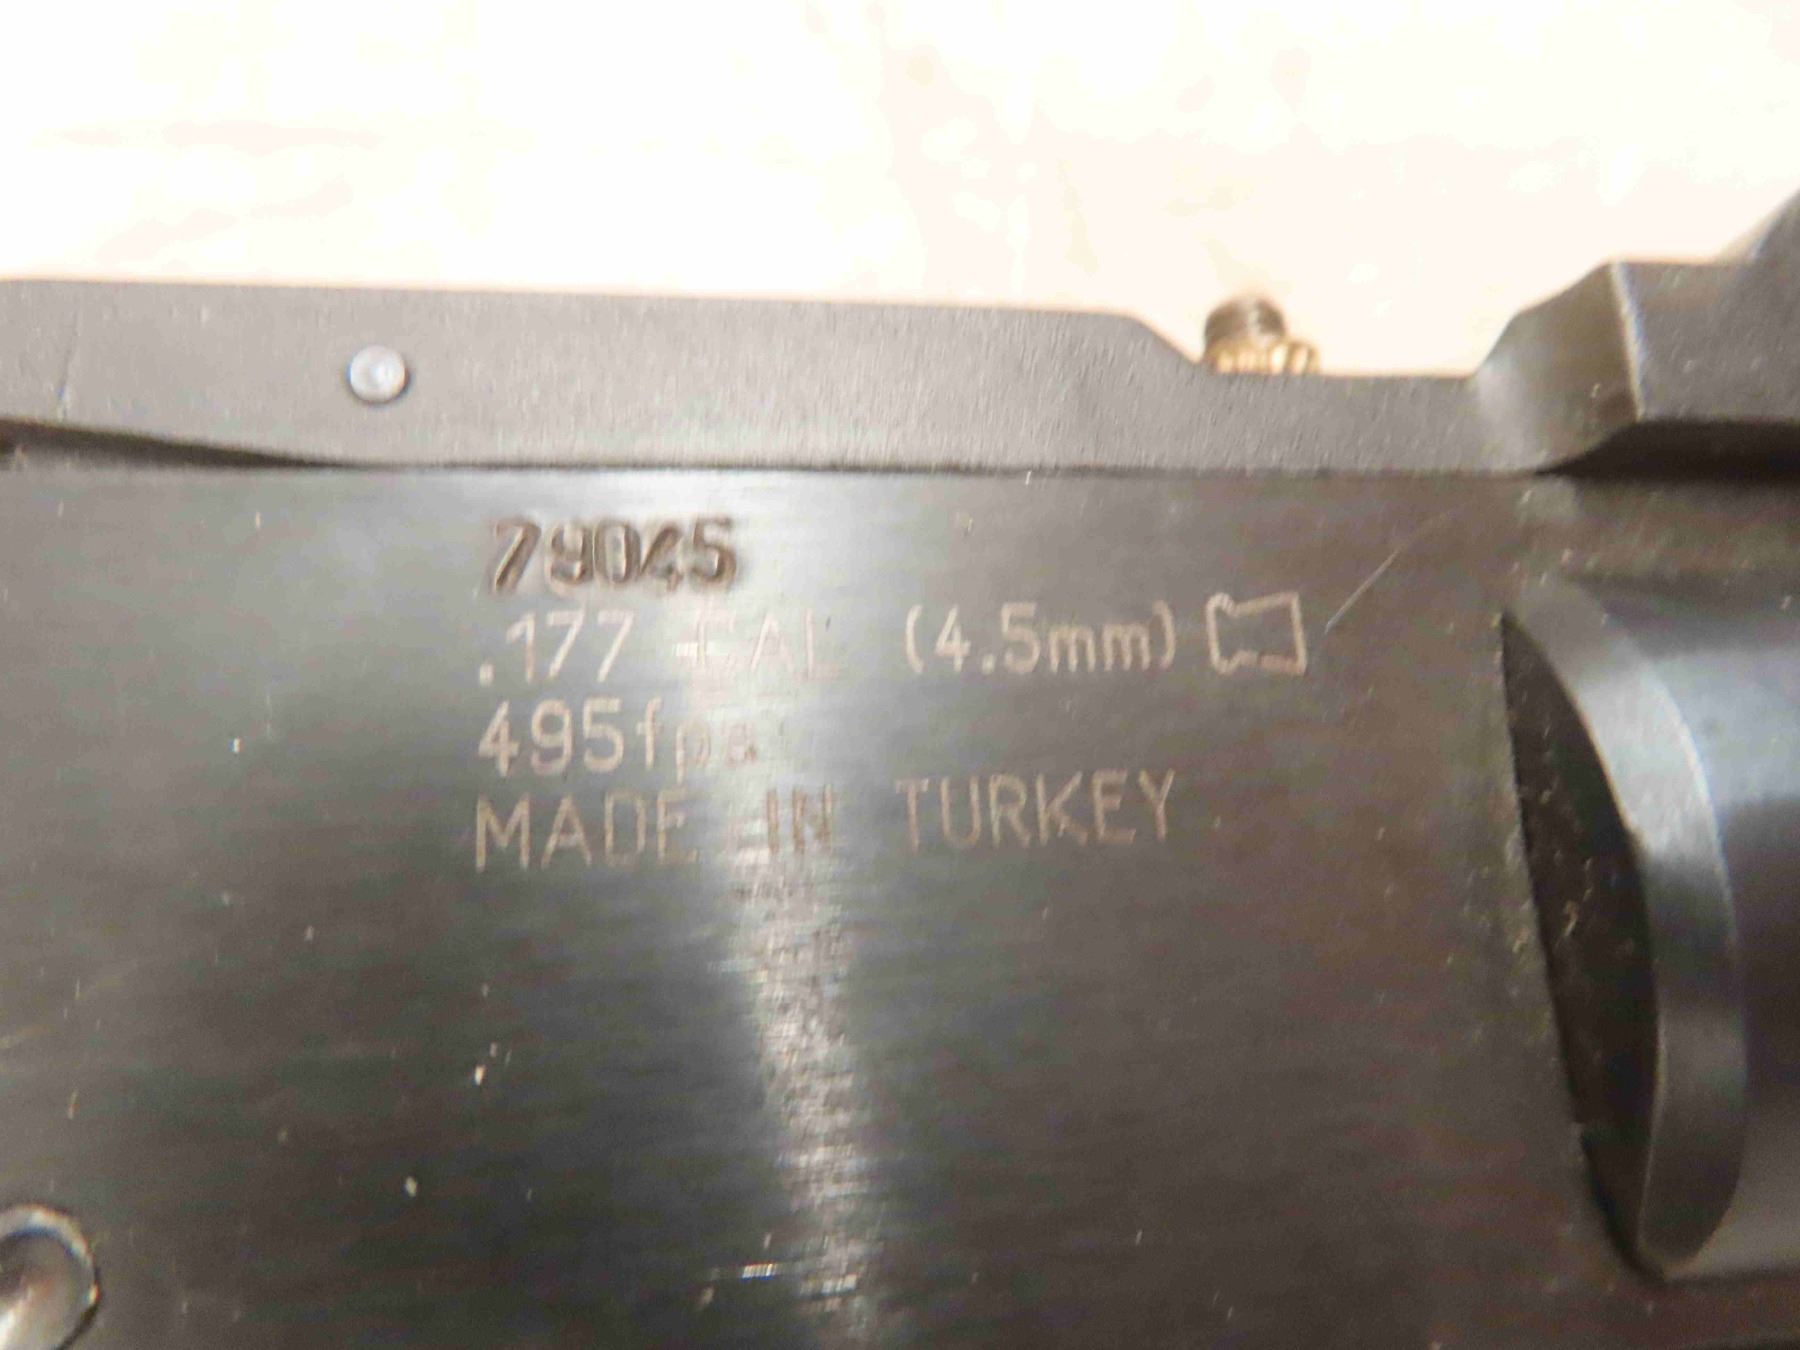 79045
.177 CAL (4.5mm)
495fps
MADE IN TURKEY